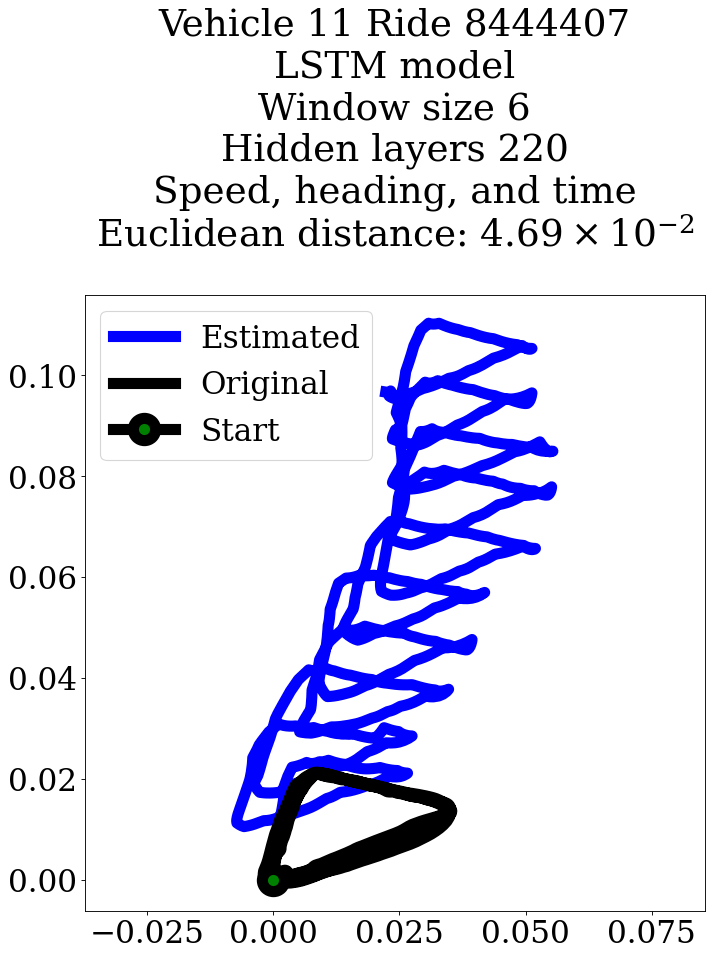 Vehicle 11 Ride 8444407
LSTM model
Window size 6
Hidden layers 220
Speed, heading, and time
Euclidean distance: 4.69 × 10⁻²
Estimated
Original
Start
0.10
0.08
0.06
0.04
0.02
0.00
−0.025 0.000 0.025 0.050 0.075